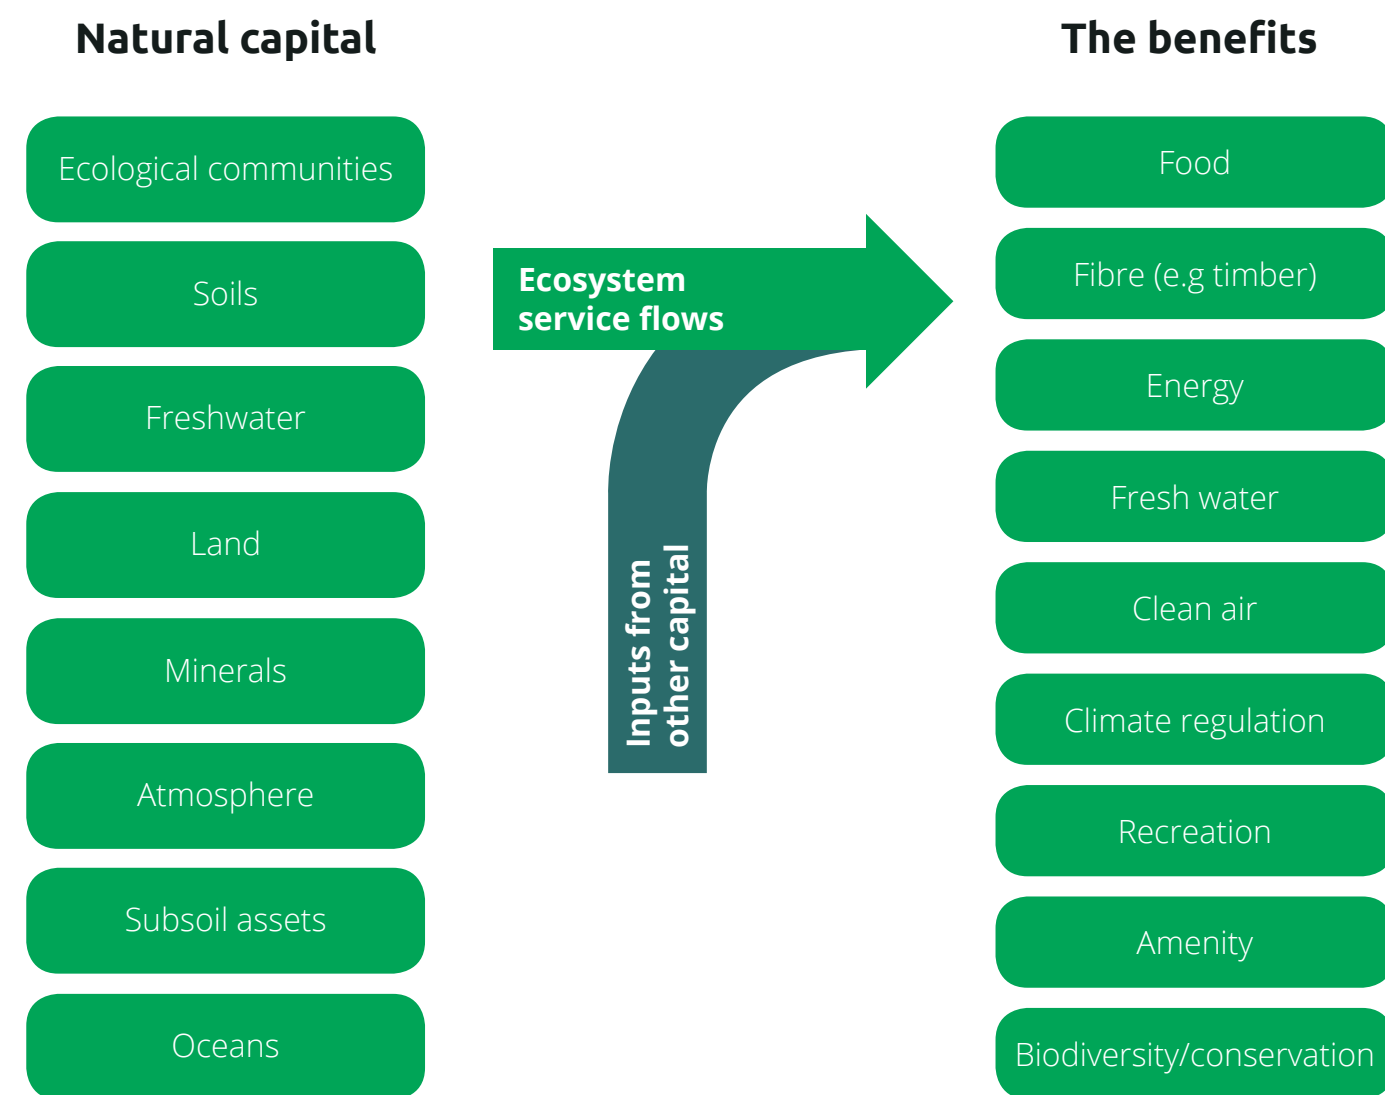 Natural capital
Ecological communities
Soils
Freshwater
Land
Minerals
Atmosphere
Subsoil assets
Oceans
Ecosystem
service flows
Inputs from
other capital
The benefits
Food
Fibre (e.g timber)
Energy
Fresh water
Clean air
Climate regulation
Recreation
Amenity
Biodiversity/conservation